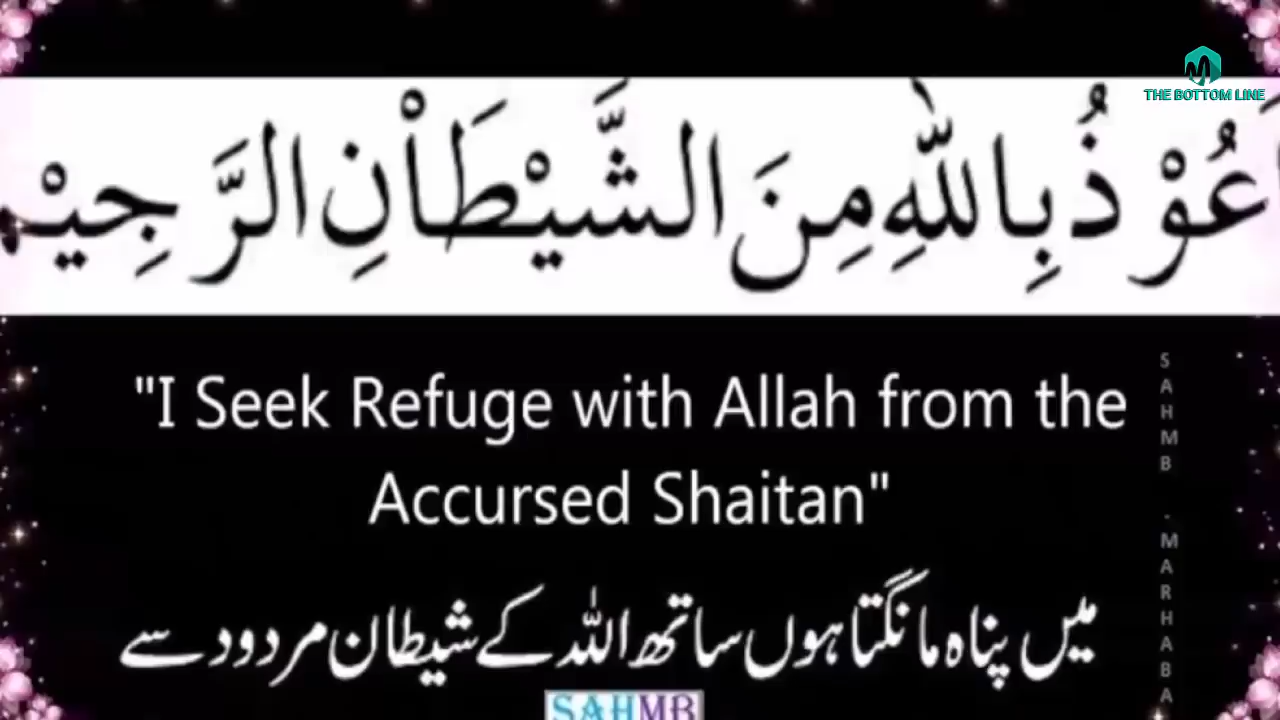 THE BOTTOM LINE
عُوْذُ بِاللّٰهِ مِنَ الشَّيْطَاْنِ الرَّجِيْم
"I Seek Refuge with Allah from the
Accursed Shaitan"
میں پناہ مانگتا ہوں ساتھ اللہ کے شیطان مردود سے
SAHMB
SAHMB - MARHABA